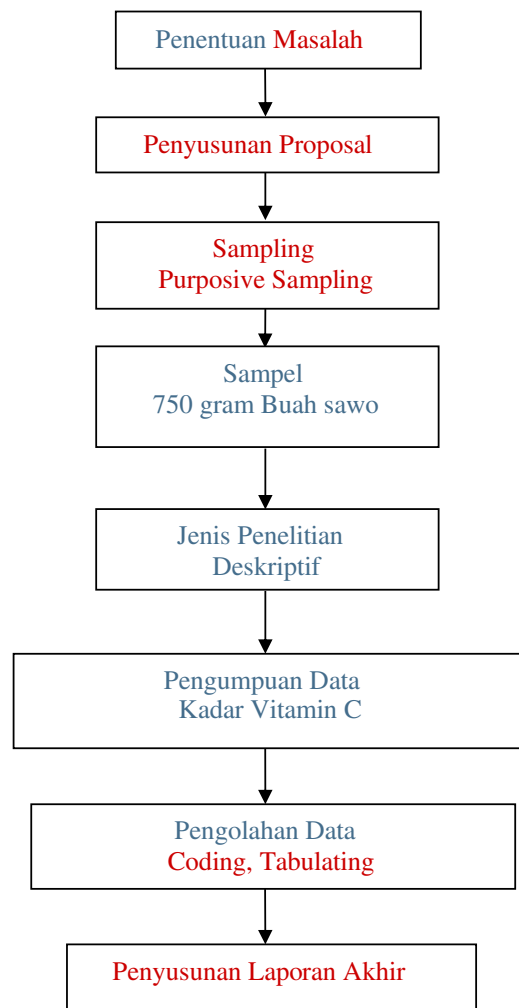 Penentuan Masalah
Penyusunan Proposal
Sampling
Purposive Sampling
Sampel
750 gram Buah sawo
Jenis Penelitian
Deskriptif
Pengumpuan Data
Kadar Vitamin C
Pengolahan Data
Coding, Tabulating
Penyusunan Laporan Akhir